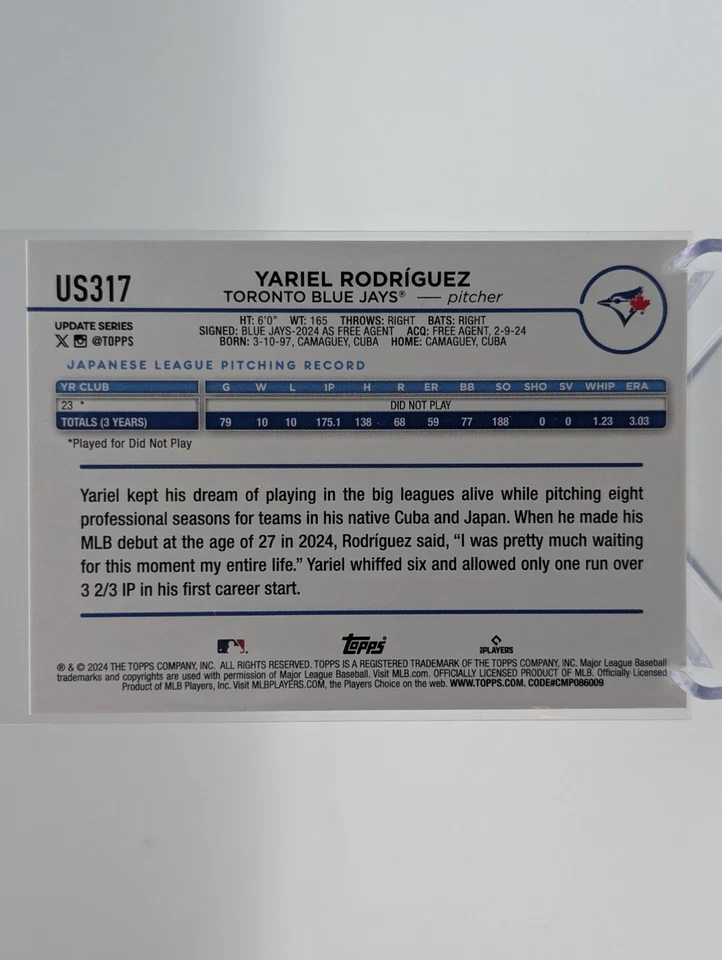 US317
YARIEL RODRÍGUEZ
TORONTO BLUE JAYS® — pitcher
UPDATE SERIES
@TOPPS
HT: 6'0" WT: 165 THROWS: RIGHT BATS: RIGHT
SIGNED: BLUE JAYS-2024 AS FREE AGENT ACQ: FREE AGENT, 2-9-24
BORN: 3-10-97, CAMAGUEY, CUBA HOME: CAMAGUEY, CUBA
JAPANESE LEAGUE PITCHING RECORD
YR CLUB G W L IP H R ER BB SO SHO SV WHIP ERA
23 * DID NOT PLAY
TOTALS (3 YEARS) 79 10 10 175.1 138 68 59 77 188 0 0 1.23 3.03
*Played for Did Not Play
Yariel kept his dream of playing in the big leagues alive while pitching eight
professional seasons for teams in his native Cuba and Japan. When he made his
MLB debut at the age of 27 in 2024, Rodríguez said, “I was pretty much waiting
for this moment my entire life.” Yariel whiffed six and allowed only one run over
3 2/3 IP in his first career start.
topps
PLAYERS
® & © 2024 THE TOPPS COMPANY, INC. ALL RIGHTS RESERVED. TOPPS IS A REGISTERED TRADEMARK OF THE TOPPS COMPANY, INC. Major League Baseball
trademarks and copyrights are used with permission of Major League Baseball. Visit MLB.com. OFFICIALLY LICENSED PRODUCT OF MLB. Officially Licensed
Product of MLB Players, Inc. Visit MLBPLAYERS.COM, the Players Choice on the web. WWW.TOPPS.COM. CODE#CMP086009